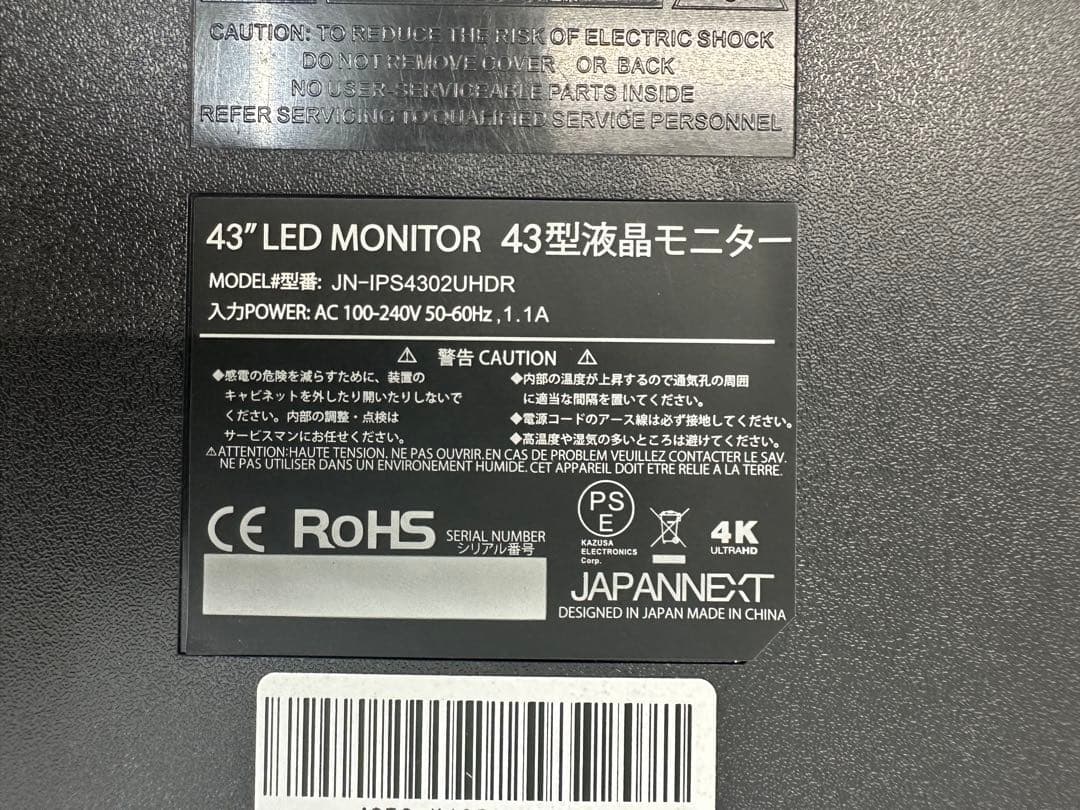 CAUTION: TO REDUCE THE RISK OF ELECTRIC SHOCK
DO NOT REMOVE COVER OR BACK
NO USER-SERVICEABLE PARTS INSIDE
REFER SERVICING TO QUALIFIED SERVICE PERSONNEL
43" LED MONITOR 43型液晶モニター
MODEL#型番: JN-IPS4302UHDR
入力POWER: AC 100-240V 50-60Hz ,1.1A
⚠ 警告 CAUTION ⚠
◆感電の危険を減らすために、装置の
キャビネットを外したり開いたりしないで
ください。内部の調整・点検は
サービスマンにお任せください。
◆内部の温度が上昇するので通気孔の周囲
に適当な間隔を置いてください。
◆電源コードのアース線は必ず接地してください。
◆高温度や湿気の多いところは避けてください。
⚠ATTENTION:HAUTE TENSION. NE PAS OUVRIR.EN CAS DE PROBLEM VEUILLEZ CONTACTER LE SAV.
NE PAS UTILISER DANS UN ENVIRONEMENT HUMIDE. CET APPAREIL DOIT ETRE RELIE A LA TERRE.
CE RoHS
SERIAL NUMBER
シリアル番号
PS
E
KAZUSA
ELECTRONICS
Corp.
4K
ULTRAHD
JAPANNEXT
DESIGNED IN JAPAN MADE IN CHINA